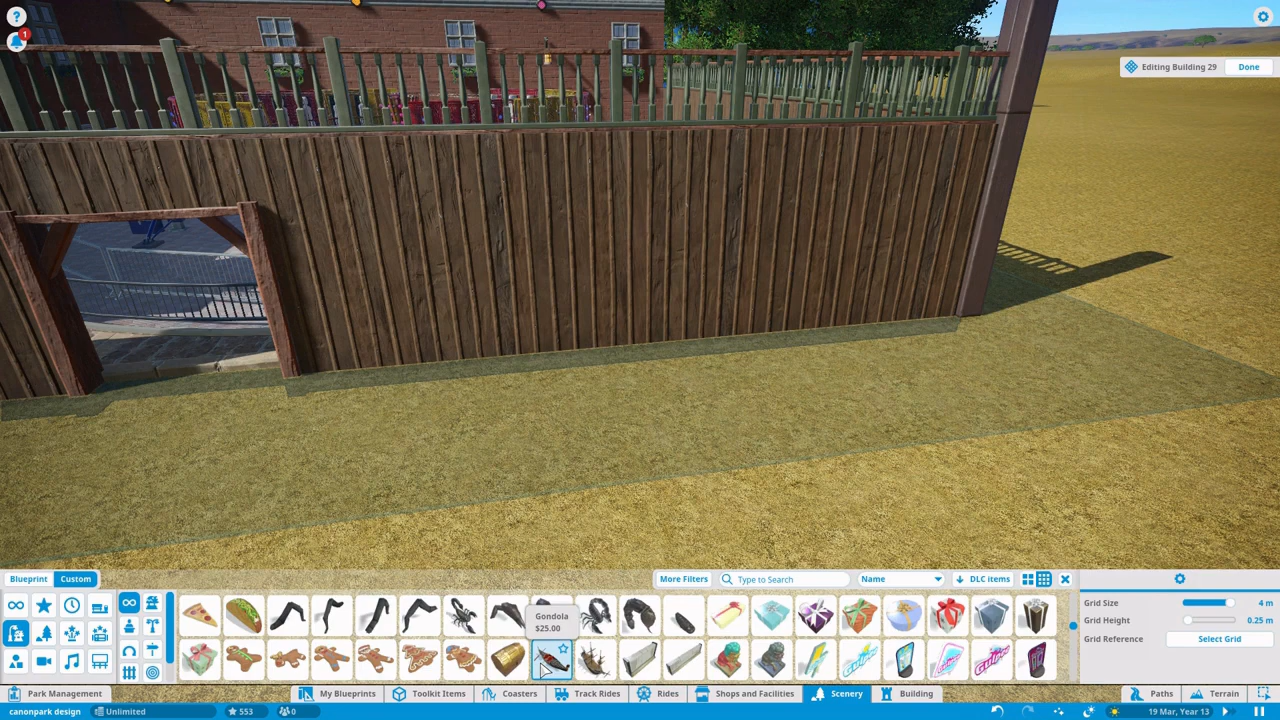 ?
1
Editing Building 29
Done
Blueprint
Custom
More Filters
Type to Search
Name
DLC items
Gondola
$25.00
Grid Size
4 m
Grid Height
0.25 m
Grid Reference
Select Grid
Park Management
My Blueprints
Toolkit Items
Coasters
Track Rides
Rides
Shops and Facilities
Scenery
Building
Paths
Terrain
canonpark design
Unlimited
553
0
19 Mar, Year 13